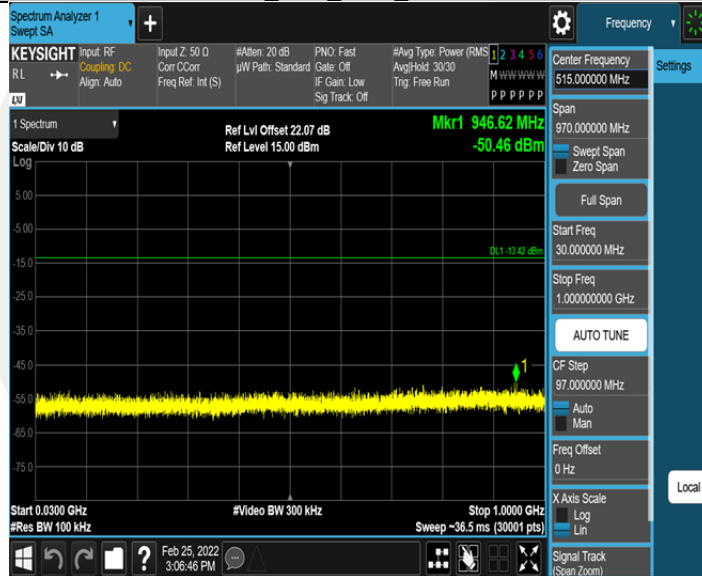 Spectrum Analyzer 1
Swept SA
+
Frequency
KEYSIGHT
RL
LXI
Input: RF
Coupling: DC
Align: Auto
Input Z: 50 Ω
Corr CCorr
Freq Ref: Int (S)
#Atten: 20 dB
µW Path: Standard
PNO: Fast
Gate: Off
IF Gain: Low
Sig Track: Off
#Avg Type: Power (RMS
Avg|Hold: 30/30
Trig: Free Run
1 2 3 4 5 6
M W W W W W
P P P P P P
Center Frequency
515.000000 MHz
Settings
Span
970.000000 MHz
Swept Span
Zero Span
Full Span
Start Freq
30.000000 MHz
Stop Freq
1.000000000 GHz
AUTO TUNE
CF Step
97.000000 MHz
Auto
Man
Freq Offset
0 Hz
X Axis Scale
Log
Lin
Local
Signal Track
(Span Zoom)
1 Spectrum
Scale/Div 10 dB
Log
Ref Lvl Offset 22.07 dB
Ref Level 15.00 dBm
Mkr1 946.62 MHz
-50.46 dBm
5.00
-5.00
DL1 -13.42 dBm
-15.0
-25.0
-35.0
-45.0
1
-55.0
-65.0
-75.0
Start 0.0300 GHz
#Res BW 100 kHz
#Video BW 300 kHz
Stop 1.0000 GHz
Sweep ~36.5 ms (30001 pts)
?
Feb 25, 2022
3:06:46 PM